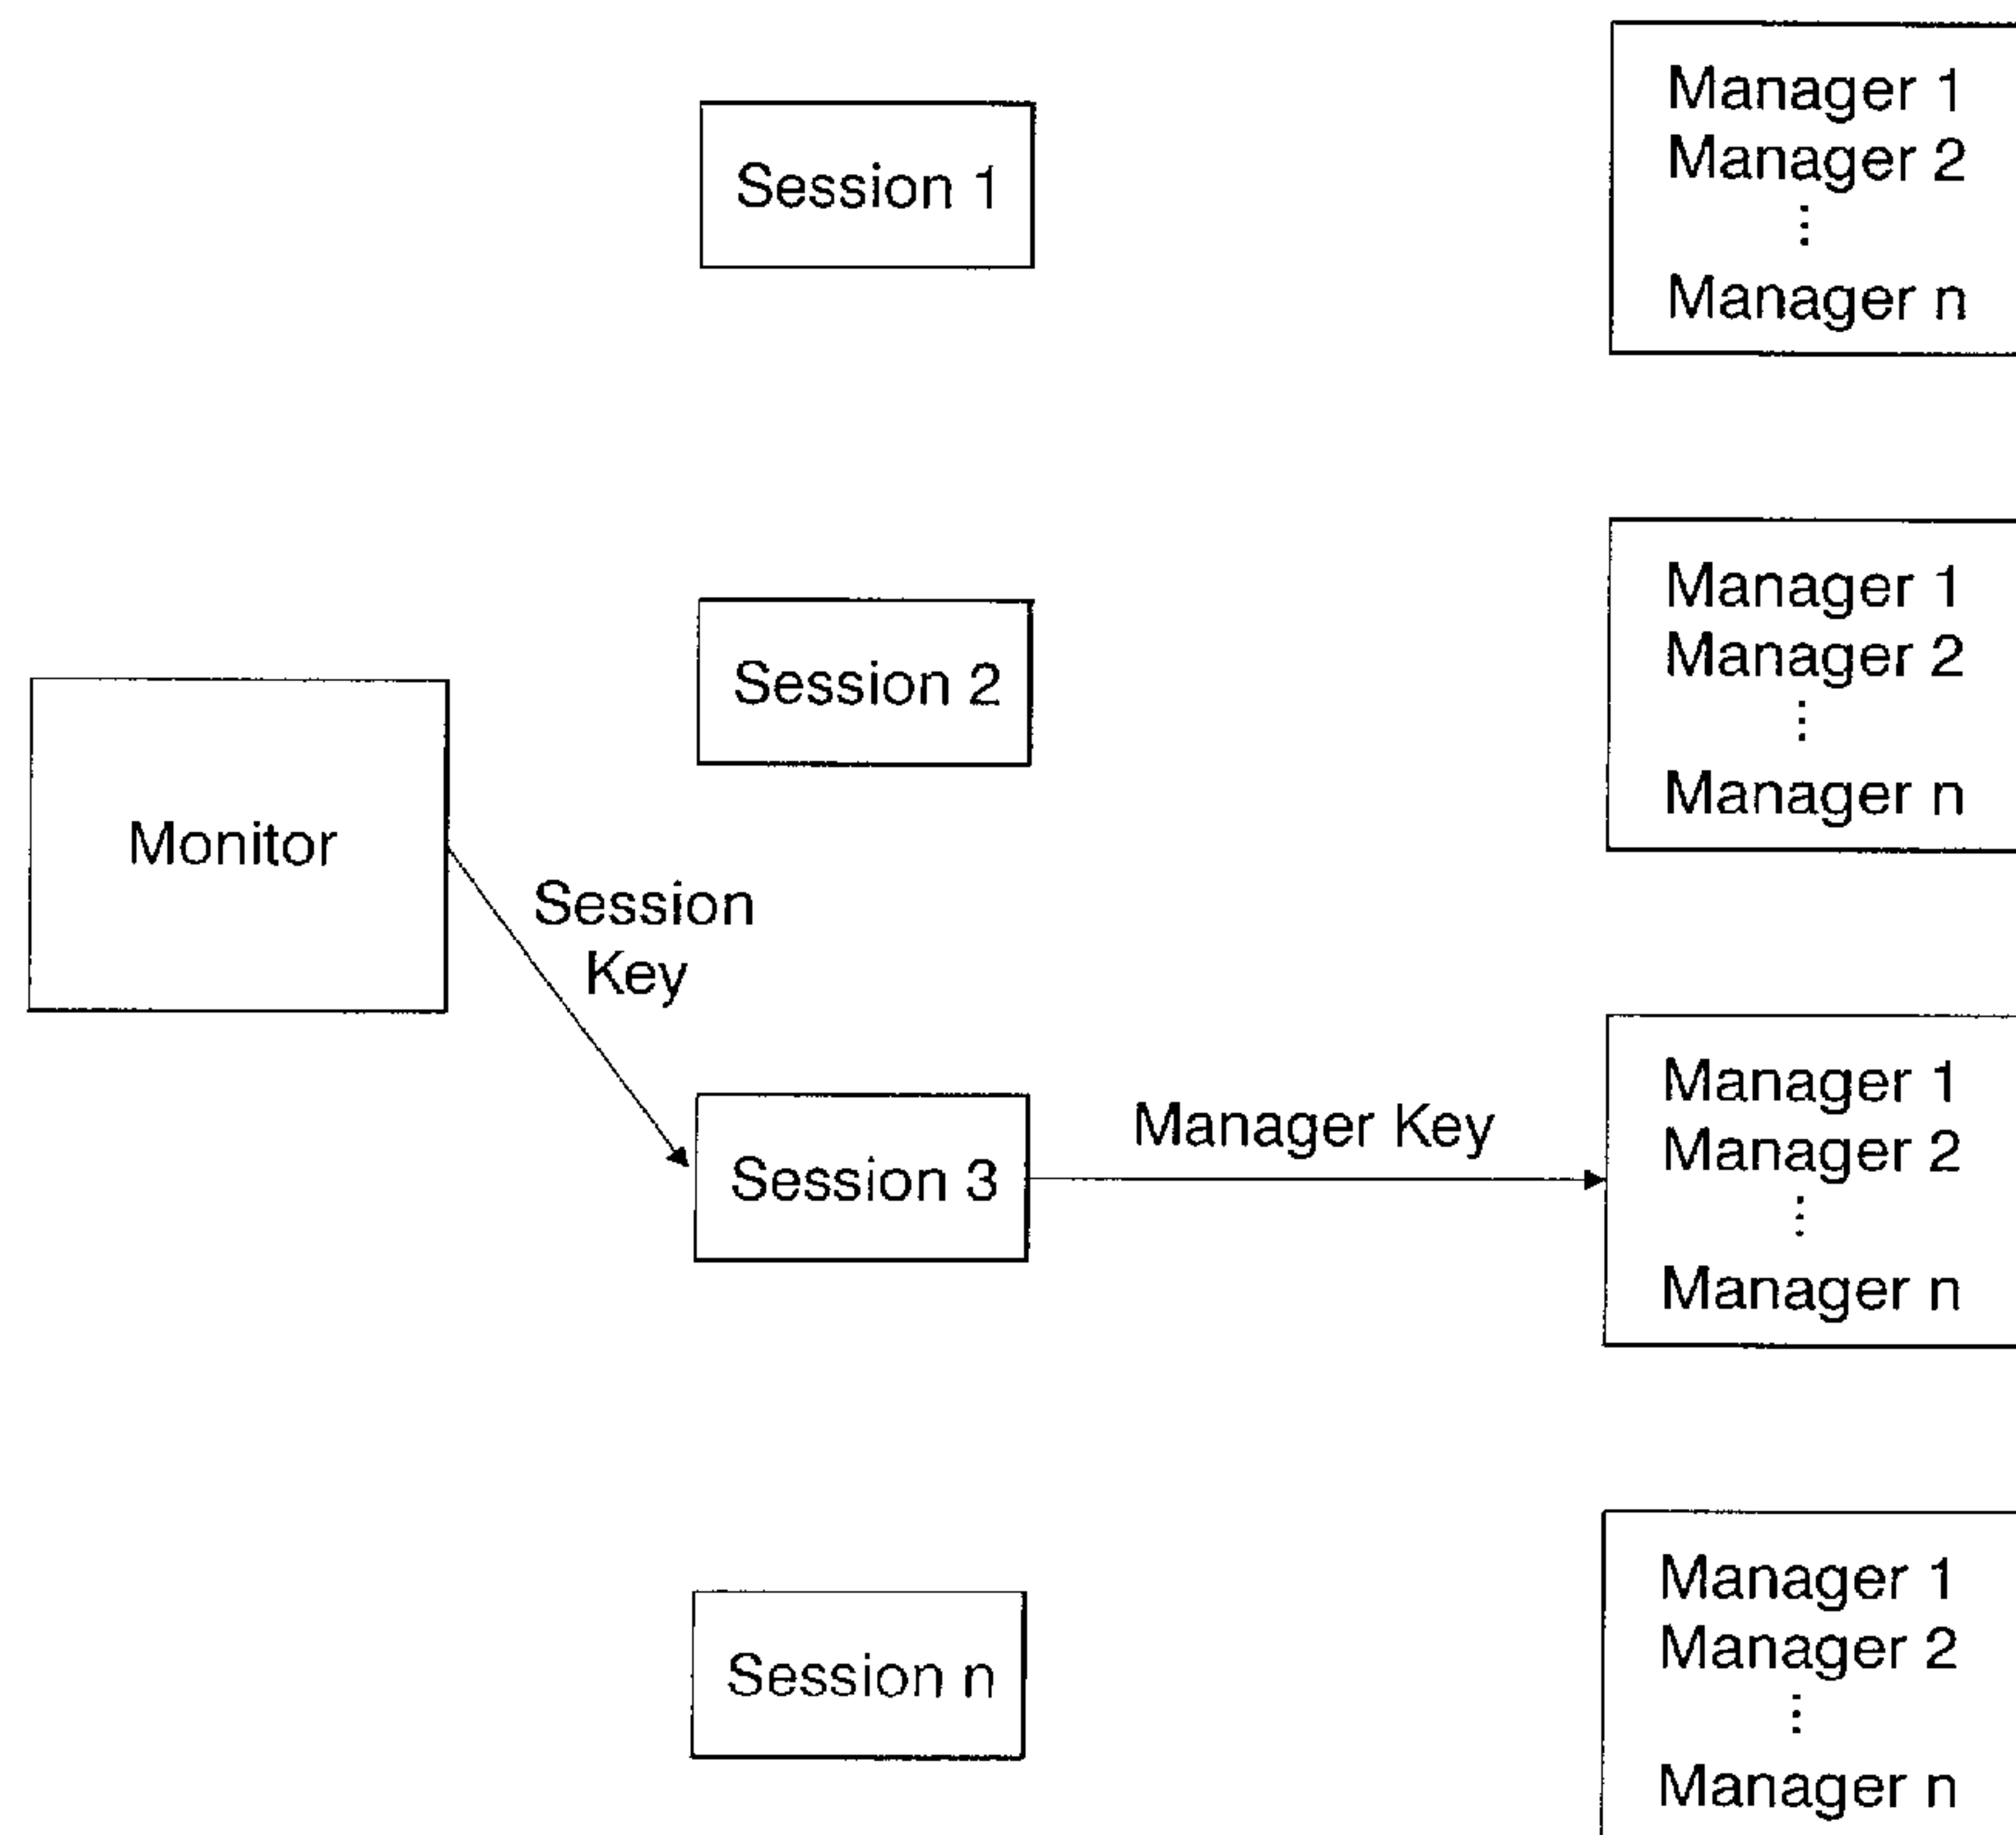 Manager 1
Manager 2
⋮
Manager n
Session 1
Manager 1
Manager 2
⋮
Manager n
Session 2
Monitor
Session
Key
Manager 1
Manager 2
⋮
Manager n
Manager Key
Session 3
Manager 1
Manager 2
⋮
Manager n
Session n